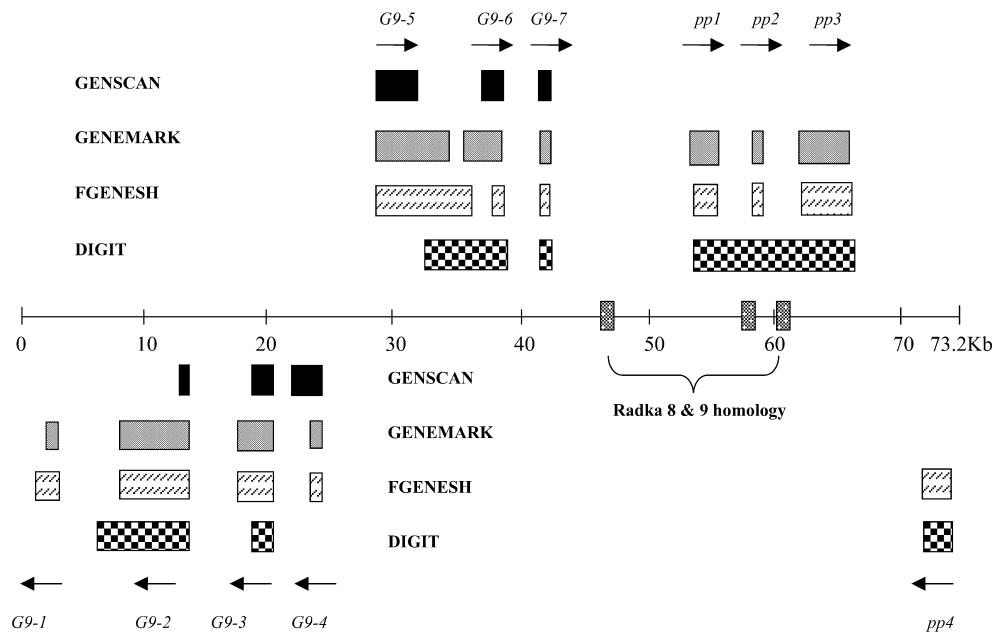 G9-5 G9-6 G9-7 pp1 pp2 pp3
GENSCAN
GENEMARK
FGENESH
DIGIT
0 10 20 30 40 50 60 70 73.2Kb
GENSCAN
Radka 8 & 9 homology
GENEMARK
FGENESH
DIGIT
G9-1 G9-2 G9-3 G9-4 pp4